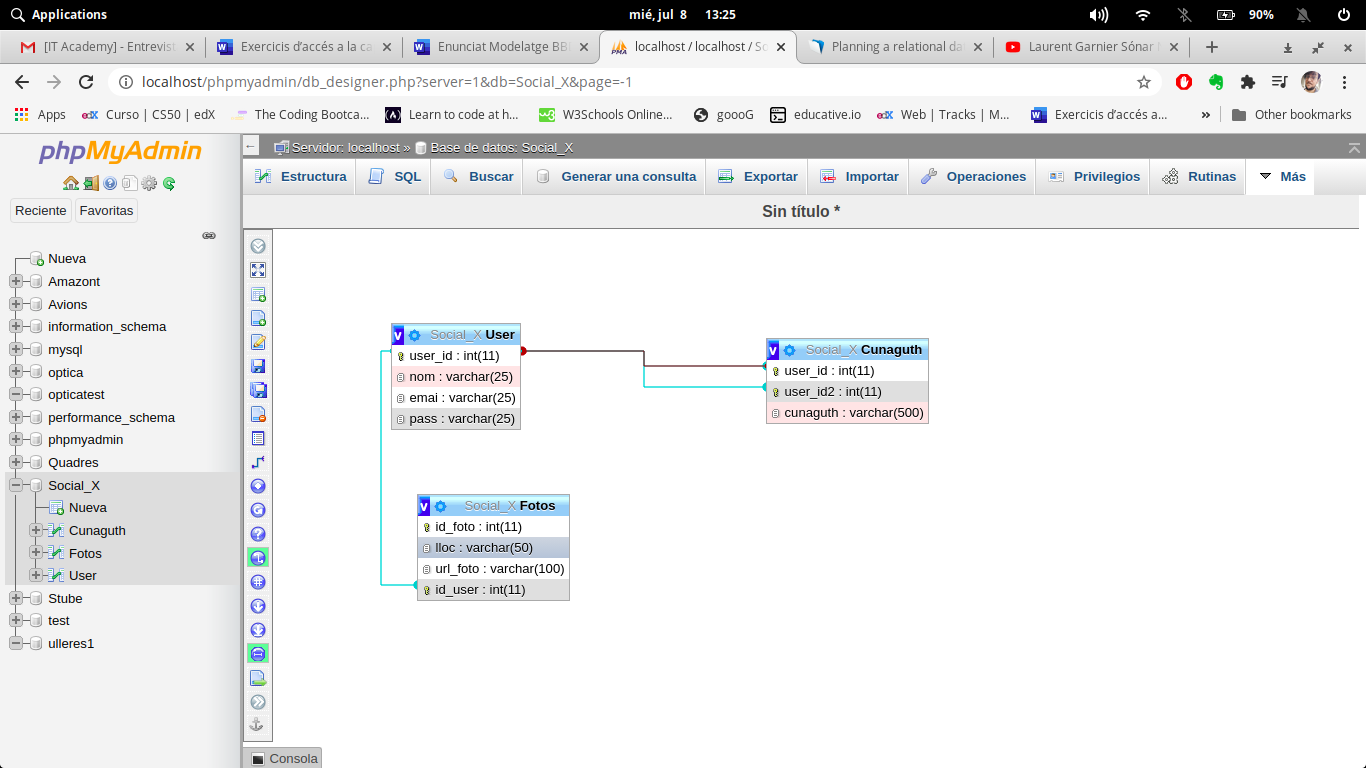 Applications
mié, jul 8 13:25
90%
[IT Academy] - Entrevist
Exercicis d'accés a la ca
Enunciat Modelatge BB
localhost / localhost / So
Planning a relational da
Laurent Garnier Sónar
localhost/phpmyadmin/db_designer.php?server=1&db=Social_X&page=-1
Apps
Curso | CS50 | edX
The Coding Bootca...
Learn to code at h...
W3Schools Online...
goooG
educative.io
Web | Tracks | M...
Exercicis d'accés a...
»
Other bookmarks
phpMyAdmin
Reciente
Favoritas
Nueva
Amazont
Avions
information_schema
mysql
optica
opticatest
performance_schema
phpmyadmin
Quadres
Social_X
Nueva
Cunaguth
Fotos
User
Stube
test
ulleres1
Servidor: localhost » Base de datos: Social_X
Estructura
SQL
Buscar
Generar una consulta
Exportar
Importar
Operaciones
Privilegios
Rutinas
Más
Sin título *
v Social_X User
user_id : int(11)
nom : varchar(25)
emai : varchar(25)
pass : varchar(25)
v Social_X Cunaguth
user_id : int(11)
user_id2 : int(11)
cunaguth : varchar(500)
v Social_X Fotos
id_foto : int(11)
lloc : varchar(50)
url_foto : varchar(100)
id_user : int(11)
Consola